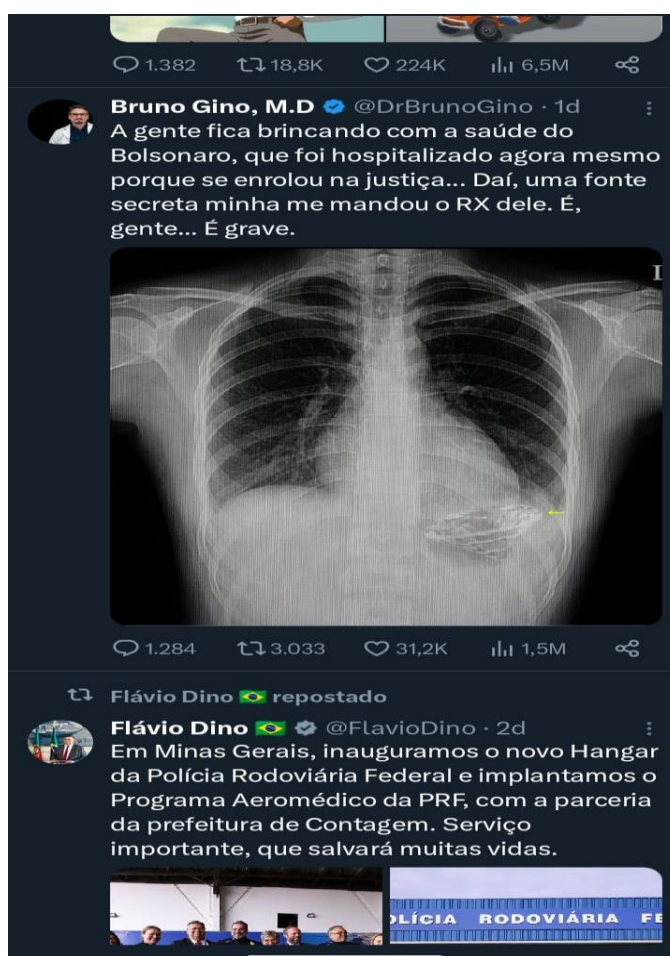 1.382 18,8K 224K 6,5M
Bruno Gino, M.D @DrBrunoGino · 1d
A gente fica brincando com a saúde do
Bolsonaro, que foi hospitalizado agora mesmo
porque se enrolou na justiça... Daí, uma fonte
secreta minha me mandou o RX dele. É,
gente... É grave.
1.284 3.033 31,2K 1,5M
Flávio Dino 🇧🇷 repostado
Flávio Dino 🇧🇷 @FlavioDino · 2d
Em Minas Gerais, inauguramos o novo Hangar
da Polícia Rodoviária Federal e implantamos o
Programa Aeromédico da PRF, com a parceria
da prefeitura de Contagem. Serviço
importante, que salvará muitas vidas.
OLÍCIA RODOVIÁRIA FE